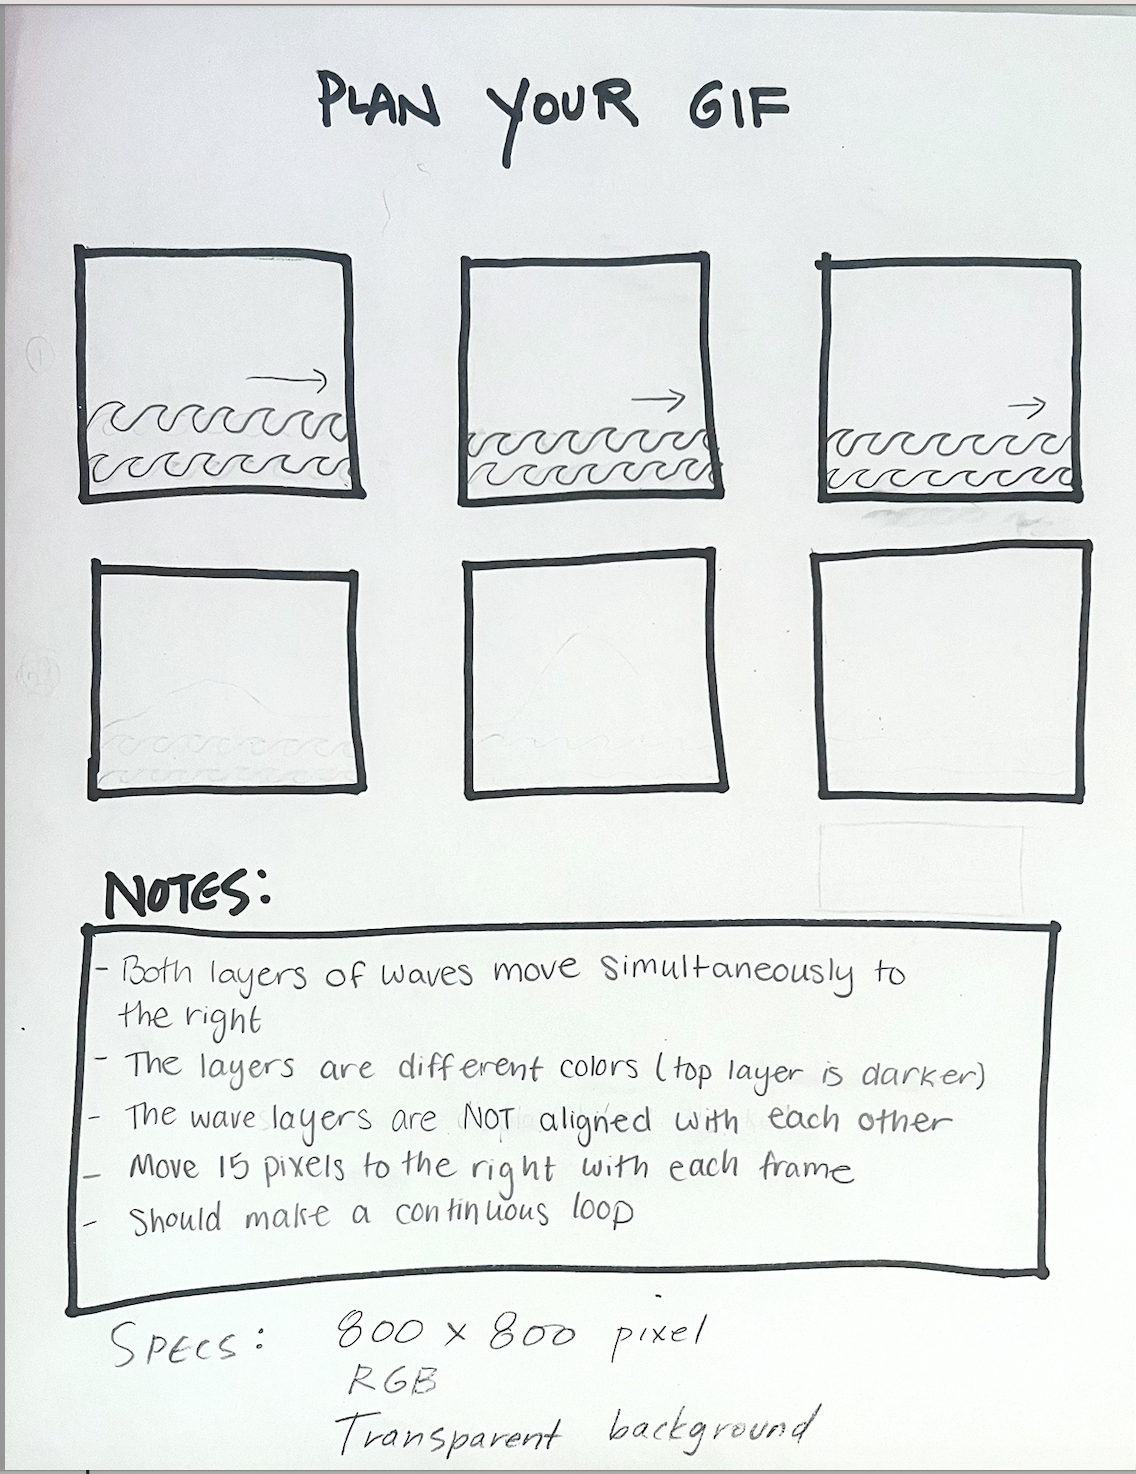 PLAN YOUR GIF
NOTES:
- Both layers of waves move simultaneously to
the right
- The layers are different colors (top layer is darker)
- The wave layers are NOT aligned with each other
- Move 15 pixels to the right with each frame
- Should make a continuous loop
SPECS: 800 x 800 pixel
RGB
Transparent background